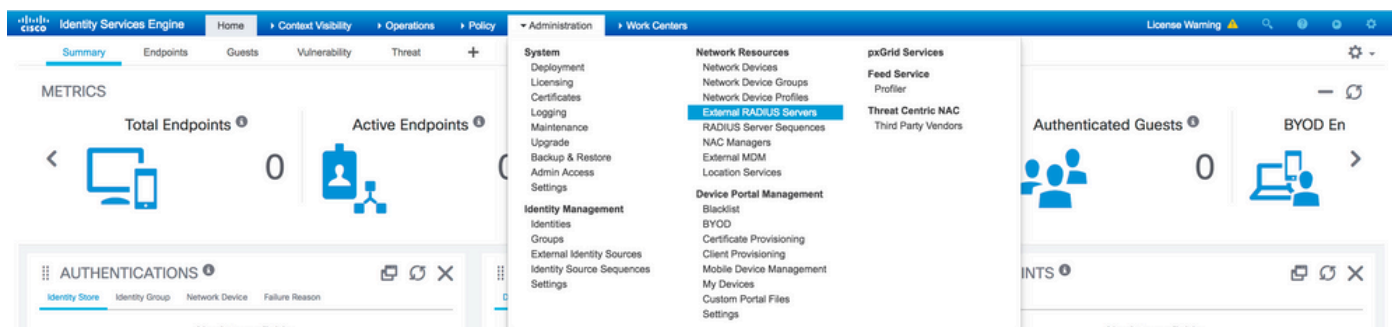 cisco Identity Services Engine Home Context Visibility Operations Policy Administration Work Centers License Warning
Summary Endpoints Guests Vulnerability Threat +
METRICS
Total Endpoints
0
Active Endpoints
Authenticated Guests
0
BYOD En
System
Deployment
Licensing
Certificates
Logging
Maintenance
Upgrade
Backup & Restore
Admin Access
Settings
Identity Management
Identities
Groups
External Identity Sources
Identity Source Sequences
Settings
Network Resources
Network Devices
Network Device Groups
Network Device Profiles
External RADIUS Servers
RADIUS Server Sequences
NAC Managers
External MDM
Location Services
Device Portal Management
Blacklist
BYOD
Certificate Provisioning
Client Provisioning
Mobile Device Management
My Devices
Custom Portal Files
Settings
pxGrid Services
Feed Service
Profiler
Threat Centric NAC
Third Party Vendors
AUTHENTICATIONS
Identity Store Identity Group Network Device Failure Reason
INTS